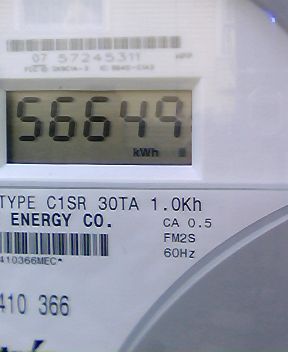 07 57245311 MPP
56649
kWh
TYPE C1SR 30TA 1.0Kh
ENERGY CO. CA 0.5
FM2S
60Hz
410366MEC*
410 366